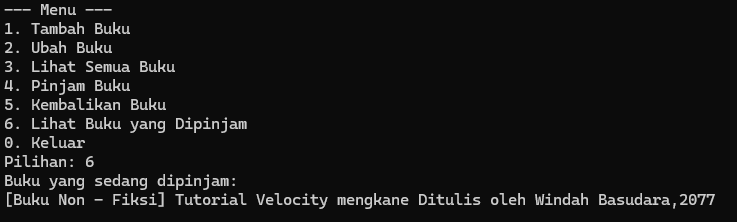 --- Menu ---
1. Tambah Buku
2. Ubah Buku
3. Lihat Semua Buku
4. Pinjam Buku
5. Kembalikan Buku
6. Lihat Buku yang Dipinjam
0. Keluar
Pilihan: 6
Buku yang sedang dipinjam:
[Buku Non - Fiksi] Tutorial Velocity mengkane Ditulis oleh Windah Basudara,2077